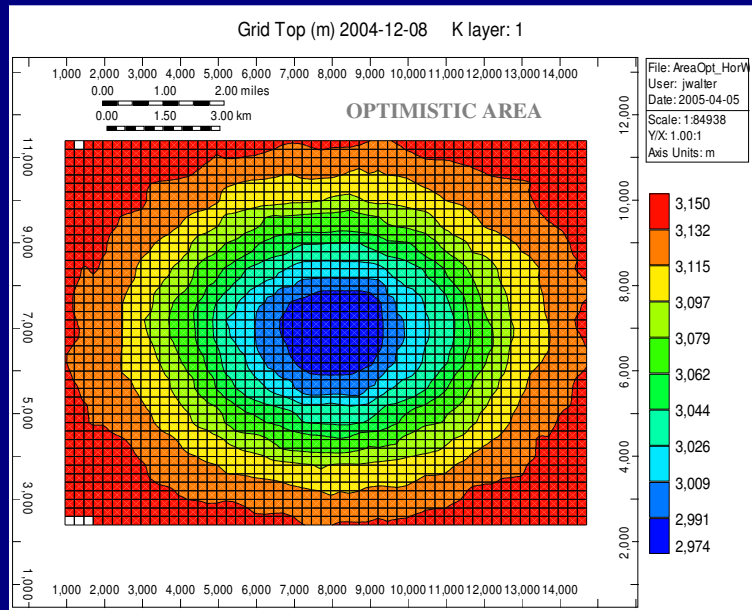 Grid Top (m) 2004-12-08 K layer: 1
File: AreaOpt_HorW
User: jwalter
Date: 2005-04-05
Scale: 1:84938
Y/X: 1.00:1
Axis Units: m
1,000 2,000 3,000 4,000 5,000 6,000 7,000 8,000 9,000 10,000 11,000 12,000 13,000 14,000
0.00 1.00 2.00 miles
0.00 1.50 3.00 km
OPTIMISTIC AREA
11,000
9,000
7,000
5,000
3,000
1,000
12,000
10,000
8,000
6,000
4,000
2,000
3,150
3,132
3,115
3,097
3,079
3,062
3,044
3,026
3,009
2,991
2,974
1,000 2,000 3,000 4,000 5,000 6,000 7,000 8,000 9,000 10,000 11,000 12,000 13,000 14,000